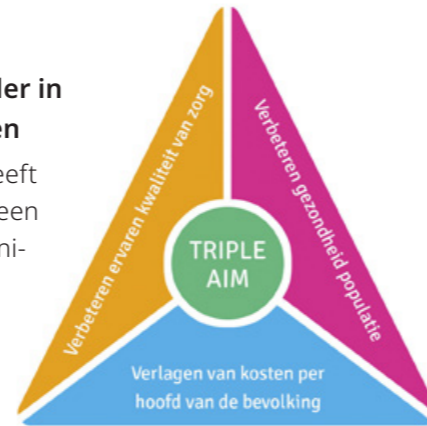 ler in
en
eeft
een
ni-
Verbeteren ervaren kwaliteit van zorg
Verbeteren gezondheid populatie
TRIPLE
AIM
Verlagen van kosten per
hoofd van de bevolking